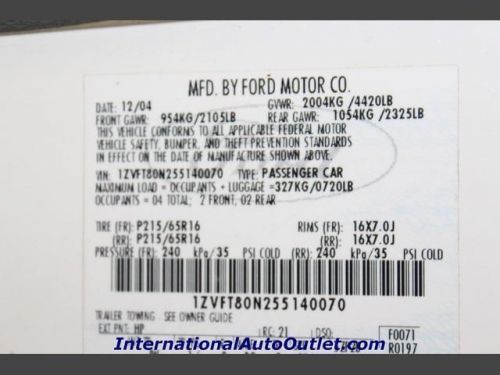 MFD. BY FORD MOTOR CO.
DATE: 12/04 GVWR: 2004KG /4420LB
FRONT GAWR: 954KG/2105LB REAR GAWR: 1054KG /2325LB
THIS VEHICLE CONFORMS TO ALL APPLICABLE FEDERAL MOTOR
VEHICLE SAFETY, BUMPER, AND THEFT PREVENTION STANDARDS
IN EFFECT ON THE DATE OF MANUFACTURE SHOWN ABOVE.
VIN: 1ZVFT80N255140070 TYPE: PASSENGER CAR
MAXIMUM LOAD = OCCUPANTS + LUGGAGE =327KG/0720LB
OCCUPANTS = 04 TOTAL; 2 FRONT, 02 REAR
TIRE (FR): P215/65R16 RIMS (FR): 16X7.0J
(RR): P215/65R16 (RR): 16X7.0J
PRESSURE (FR): 240 kPa/35 PSI COLD (RR): 240 kPa/35 PSI COLD
1ZVFT80N255140070
TRAILER TOWING - SEE OWNER GUIDE
EXT PNT: HP RC: 21 DSO: F0071
R0197
InternationalAutoOutlet.com